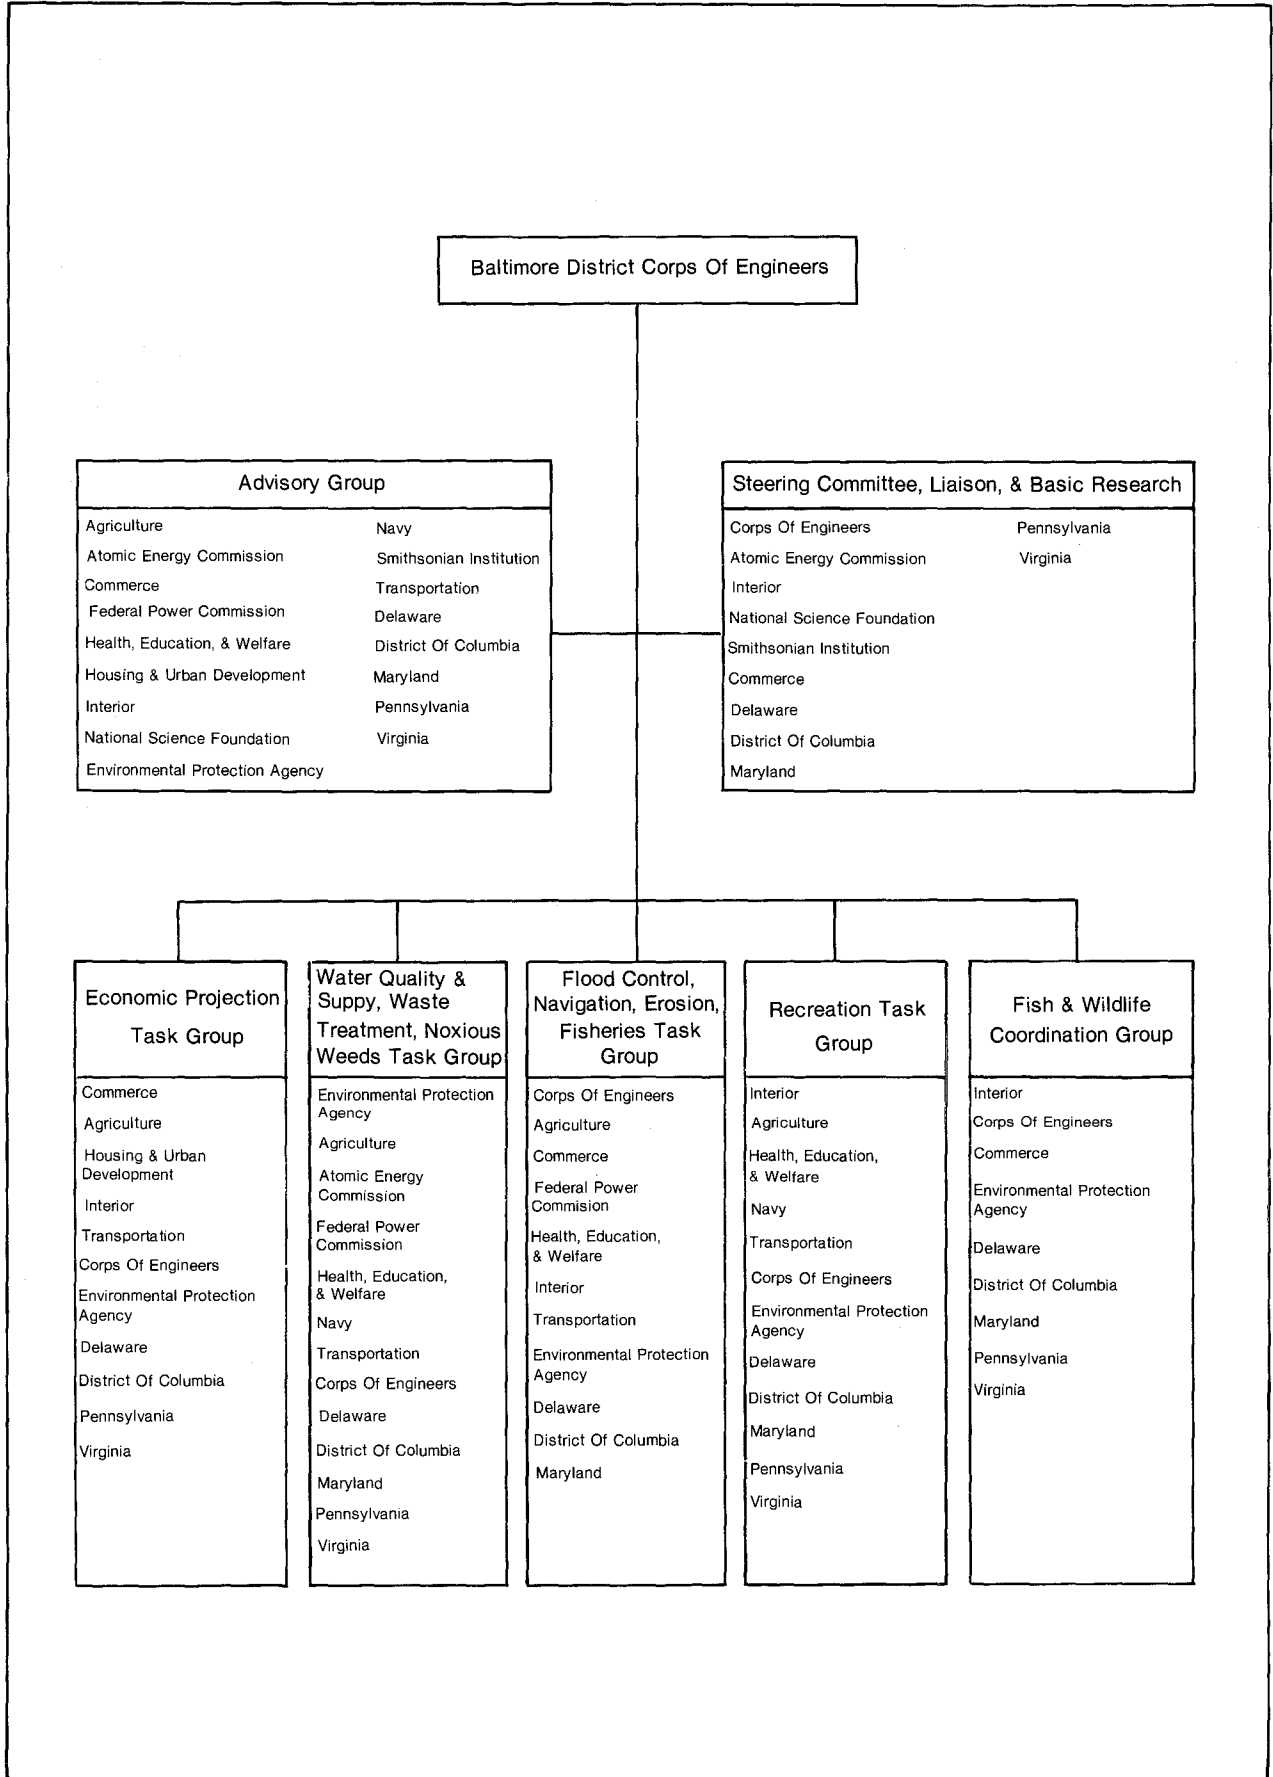 Baltimore District Corps Of Engineers
Advisory Group
Agriculture
Atomic Energy Commission
Commerce
Federal Power Commission
Health, Education, & Welfare
Housing & Urban Development
Interior
National Science Foundation
Environmental Protection Agency
Navy
Smithsonian Institution
Transportation
Delaware
District Of Columbia
Maryland
Pennsylvania
Virginia
Steering Committee, Liaison, & Basic Research
Corps Of Engineers
Atomic Energy Commission
Interior
National Science Foundation
Smithsonian Institution
Commerce
Delaware
District Of Columbia
Maryland
Pennsylvania
Virginia
Economic Projection
Task Group
Commerce
Agriculture
Housing & Urban
Development
Interior
Transportation
Corps Of Engineers
Environmental Protection
Agency
Delaware
District Of Columbia
Pennsylvania
Virginia
Water Quality &
Suppy, Waste
Treatment, Noxious
Weeds Task Group
Environmental Protection
Agency
Agriculture
Atomic Energy
Commission
Federal Power
Commission
Health, Education,
& Welfare
Navy
Transportation
Corps Of Engineers
Delaware
District Of Columbia
Maryland
Pennsylvania
Virginia
Flood Control,
Navigation, Erosion,
Fisheries Task
Group
Corps Of Engineers
Agriculture
Commerce
Federal Power
Commision
Health, Education,
& Welfare
Interior
Transportation
Environmental Protection
Agency
Delaware
District Of Columbia
Maryland
Recreation Task
Group
Interior
Agriculture
Health, Education,
& Welfare
Navy
Transportation
Corps Of Engineers
Environmental Protection
Agency
Delaware
District Of Columbia
Maryland
Pennsylvania
Virginia
Fish & Wildlife
Coordination Group
Interior
Corps Of Engineers
Commerce
Environmental Protection
Agency
Delaware
District Of Columbia
Maryland
Pennsylvania
Virginia